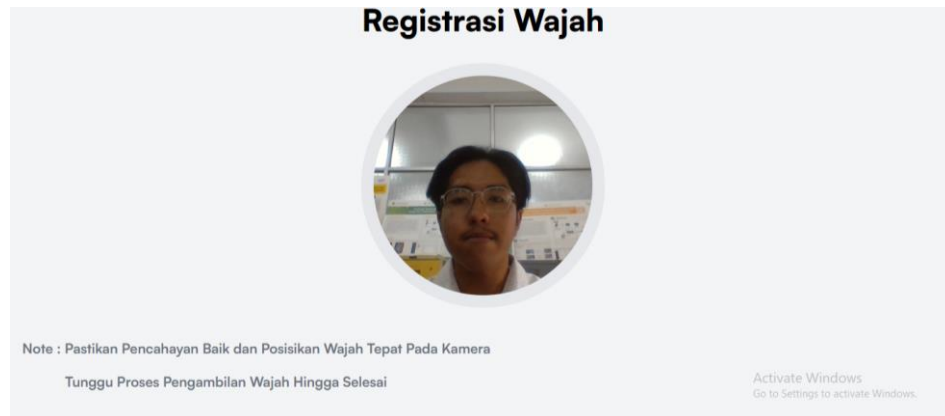 Registrasi Wajah
Note : Pastikan Pencahayan Baik dan Posisikan Wajah Tepat Pada Kamera
Tunggu Proses Pengambilan Wajah Hingga Selesai
Activate Windows
Go to Settings to activate Windows.